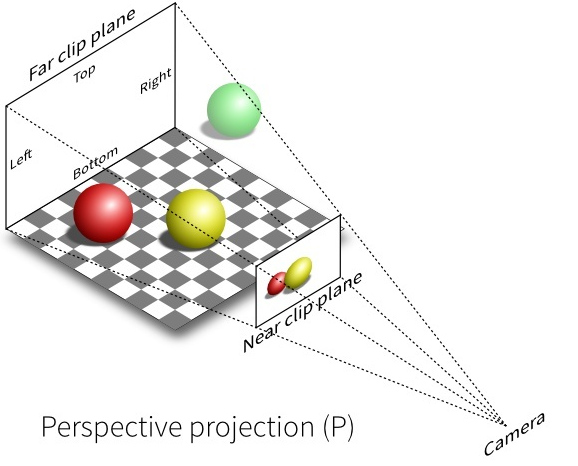 Far clip plane
Top
Right
Left
Bottom
Near clip plane
Perspective projection (P)
Camera